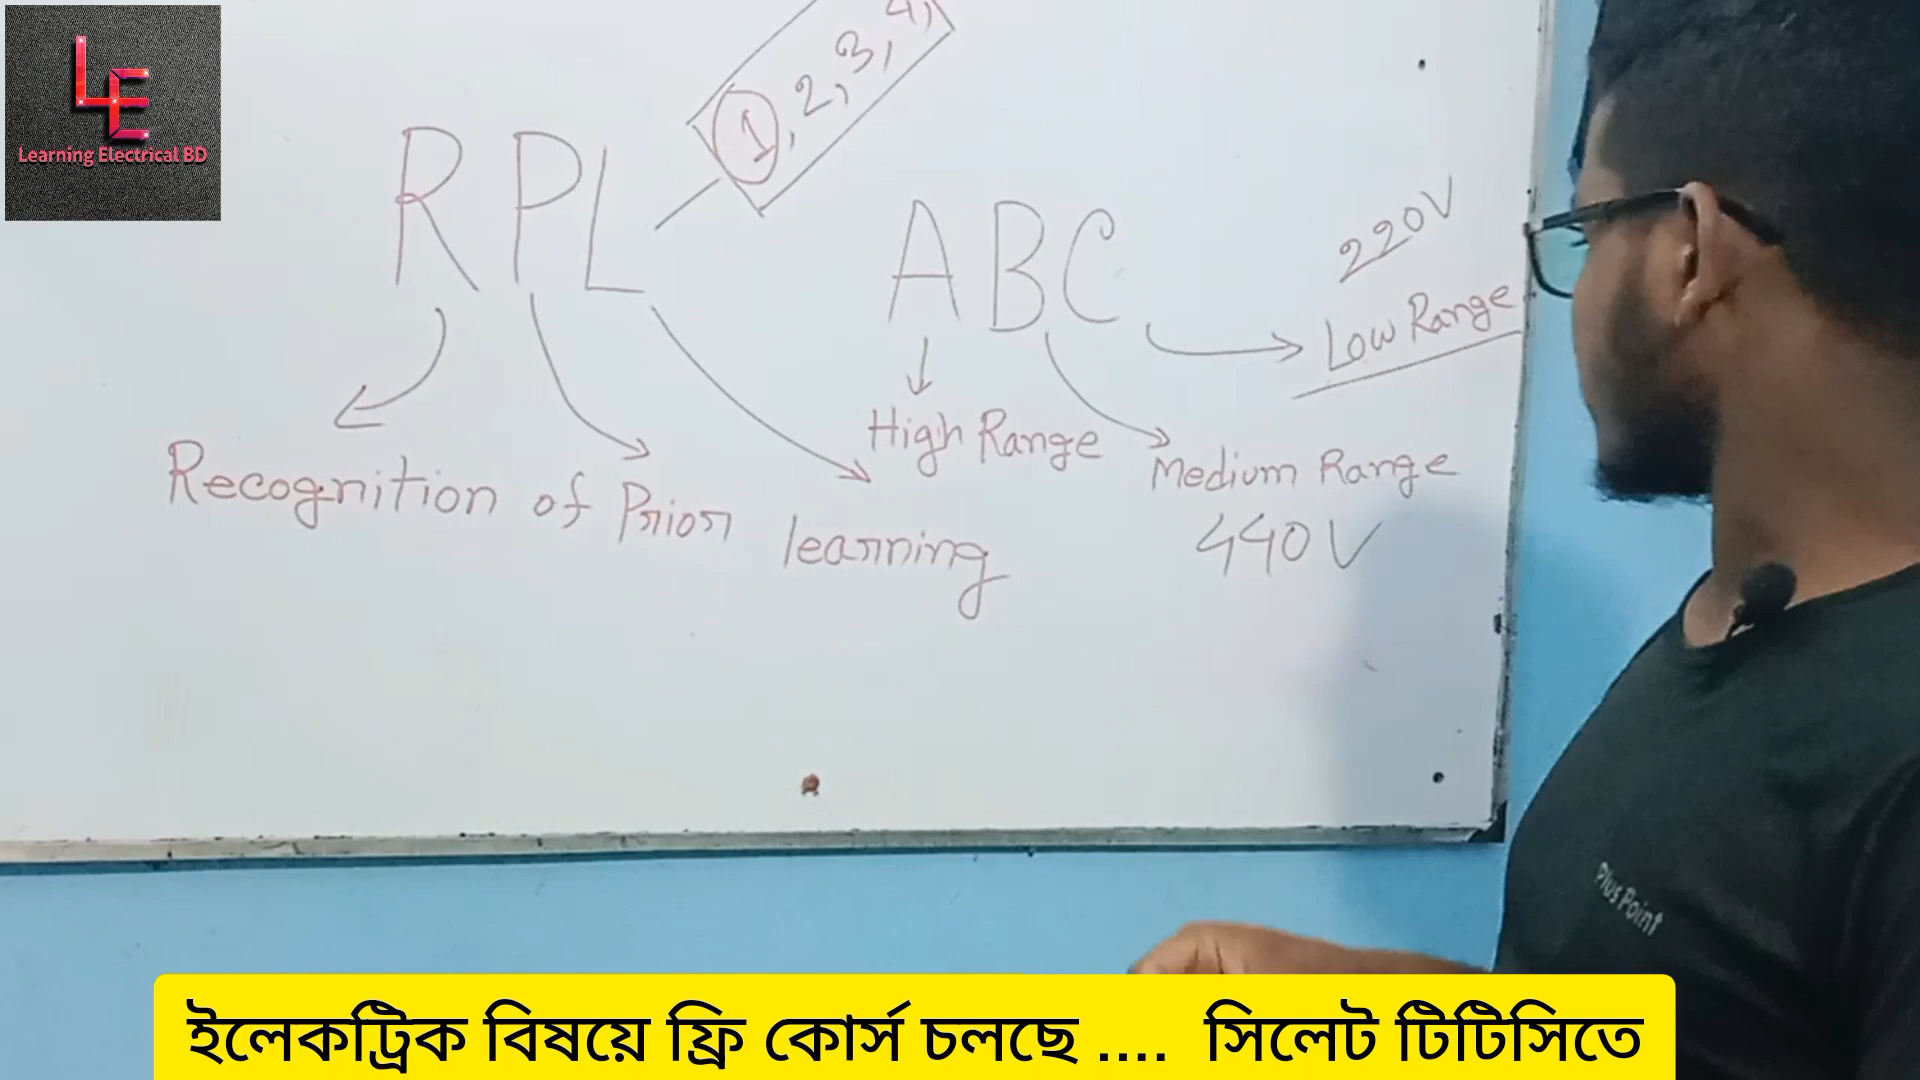 LE
Learning Electrical BD
1, 2, 3, 4,
RPL
ABC
220V
Low Range
High Range
Medium Range
440V
Recognition of Prior learning
Plus Point
ইলেকট্রিক বিষয়ে ফ্রি কোর্স চলছে .... সিলেট টিটিসিতে